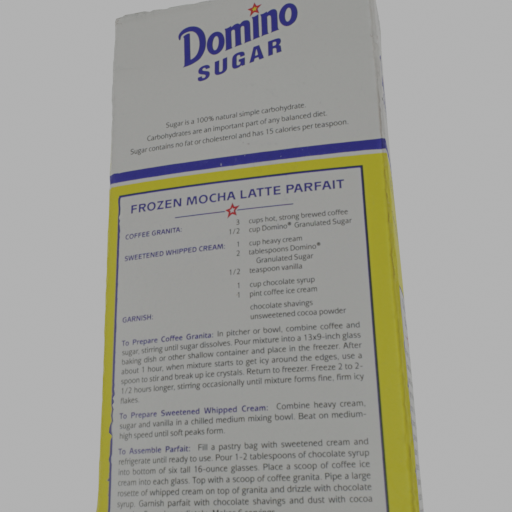 Domino
SUGAR
Sugar is a 100% natural simple carbohydrate.
Carbohydrates are an important part of any balanced diet.
Sugar contains no fat or cholesterol and has 15 calories per teaspoon.
FROZEN MOCHA LATTE PARFAIT
COFFEE GRANITA: 3 cups hot, strong brewed coffee
1/2 cup Domino® Granulated Sugar
SWEETENED WHIPPED CREAM: 1 cup heavy cream
2 tablespoons Domino®
Granulated Sugar
1/2 teaspoon vanilla
1 cup chocolate syrup
1 pint coffee ice cream
GARNISH: chocolate shavings
unsweetened cocoa powder
To Prepare Coffee Granita: In pitcher or bowl, combine coffee and
sugar, stirring until sugar dissolves. Pour mixture into a 13x9-inch glass
baking dish or other shallow container and place in the freezer. After
about 1 hour, when mixture starts to get icy around the edges, use a
spoon to stir and break up ice crystals. Return to freezer. Freeze 2 to 2-
1/2 hours longer, stirring occasionally until mixture forms fine, firm icy
flakes.
To Prepare Sweetened Whipped Cream: Combine heavy cream,
sugar and vanilla in a chilled medium mixing bowl. Beat on medium-
high speed until soft peaks form.
To Assemble Parfait: Fill a pastry bag with sweetened cream and
refrigerate until ready to use. Pour 1-2 tablespoons of chocolate syrup
into bottom of six tall 16-ounce glasses. Place a scoop of coffee ice
cream into each glass. Top with a scoop of coffee granita. Pipe a large
rosette of whipped cream on top of granita and drizzle with chocolate
syrup. Garnish parfait with chocolate shavings and dust with cocoa